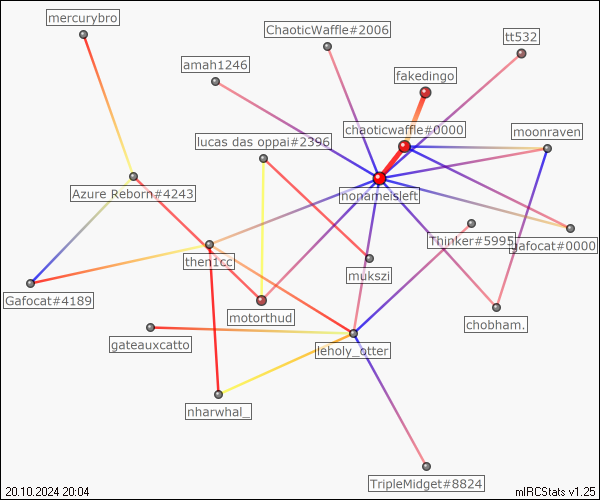 mercurybro
ChaoticWaffle#2006
tt532
amah1246
fakedingo
chaoticwaffle#0000
moonraven
lucas das oppai#2396
Azure Reborn#4243
nonameisleft
Thinker#5995
gafocat#0000
then1cc
mukszi
Gafocat#4189
motorthud
chobham.
gateauxcatto
leholy_otter
nharwhal_
TripleMidget#8824
20.10.2024 20:04
mIRCStats v1.25